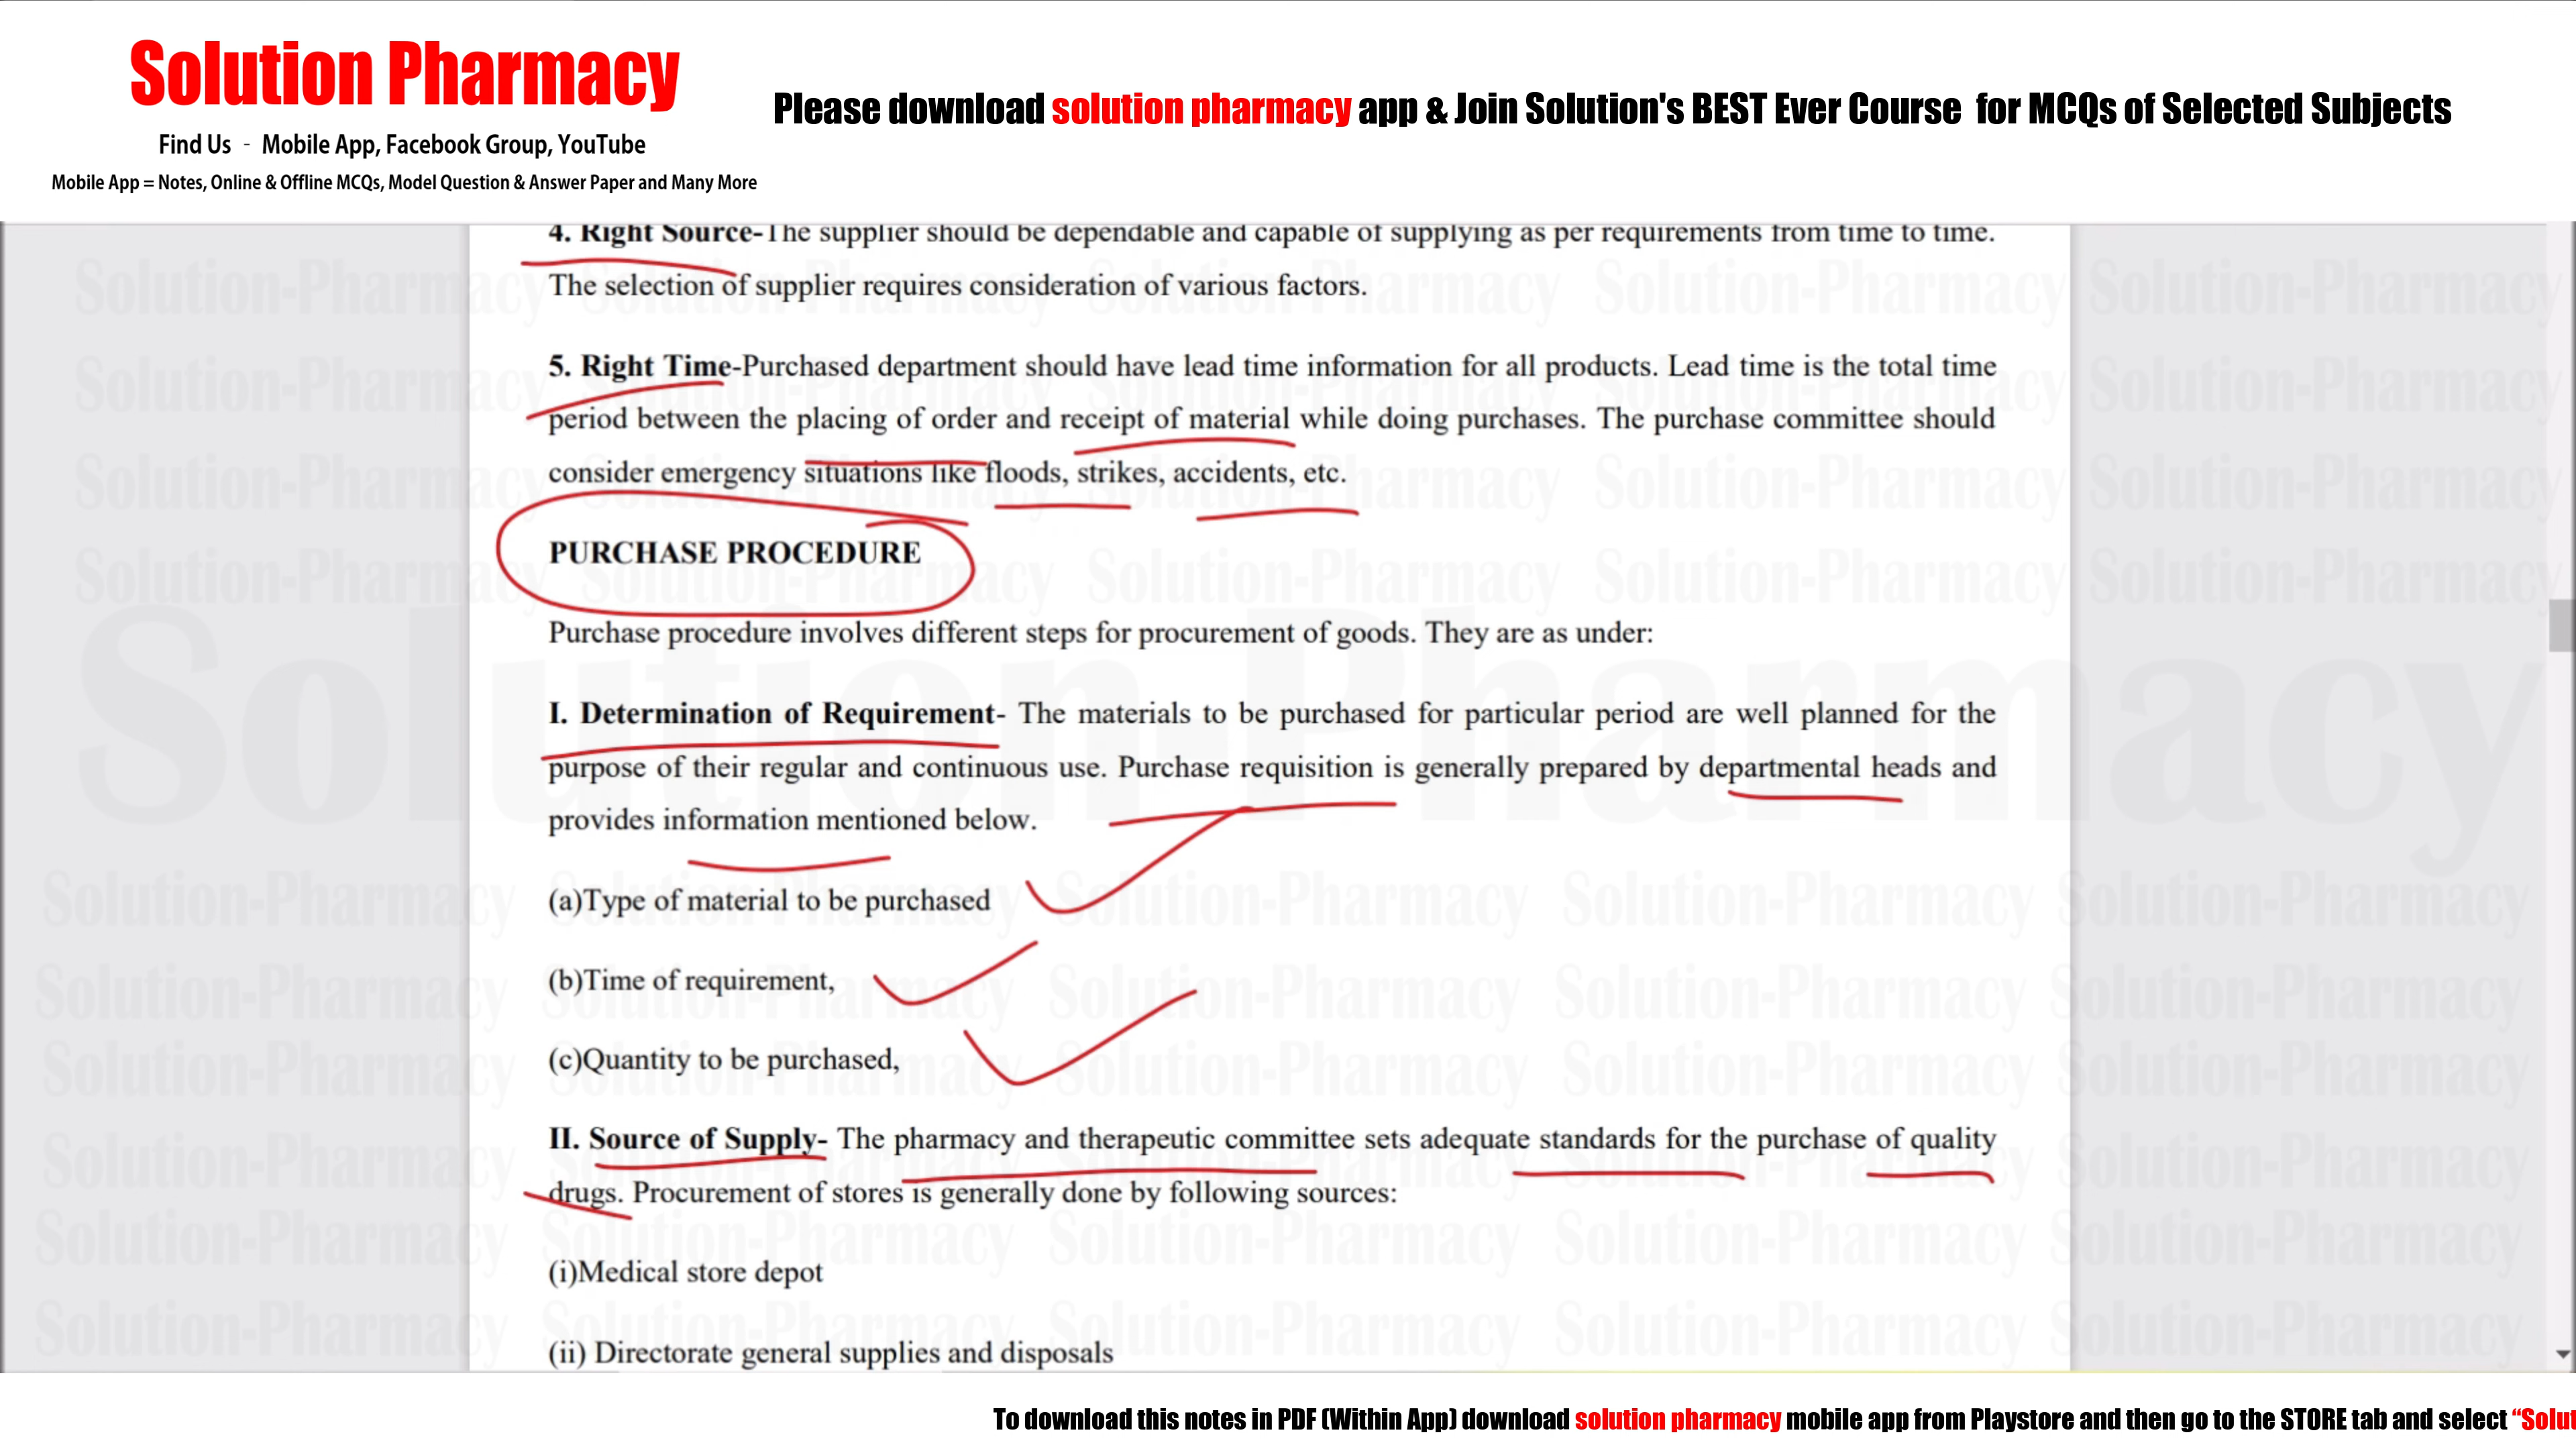 Solution Pharmacy
Find Us - Mobile App, Facebook Group, YouTube
Mobile App = Notes, Online & Offline MCQs, Model Question & Answer Paper and Many More
Please download solution pharmacy app & Join Solution's BEST Ever Course for MCQs of Selected Subjects
4. Right Source-The supplier should be dependable and capable of supplying as per requirements from time to time.
The selection of supplier requires consideration of various factors.
5. Right Time-Purchased department should have lead time information for all products. Lead time is the total time
period between the placing of order and receipt of material while doing purchases. The purchase committee should
consider emergency situations like floods, strikes, accidents, etc.
PURCHASE PROCEDURE
Purchase procedure involves different steps for procurement of goods. They are as under:
I. Determination of Requirement- The materials to be purchased for particular period are well planned for the
purpose of their regular and continuous use. Purchase requisition is generally prepared by departmental heads and
provides information mentioned below.
(a)Type of material to be purchased
(b)Time of requirement,
(c)Quantity to be purchased,
II. Source of Supply- The pharmacy and therapeutic committee sets adequate standards for the purchase of quality
drugs. Procurement of stores is generally done by following sources:
(i)Medical store depot
(ii) Directorate general supplies and disposals
To download this notes in PDF (Within App) download solution pharmacy mobile app from Playstore and then go to the STORE tab and select “Solut